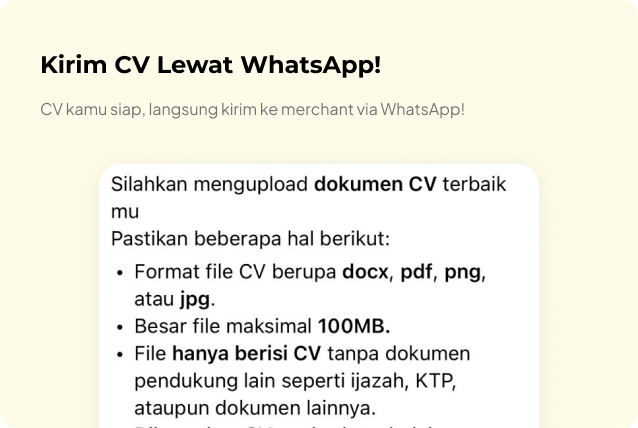 Kirim CV Lewat WhatsApp!
CV kamu siap, langsung kirim ke merchant via WhatsApp!
Silahkan mengupload dokumen CV terbaik
mu
Pastikan beberapa hal berikut:
• Format file CV berupa docx, pdf, png,
atau jpg.
• Besar file maksimal 100MB.
• File hanya berisi CV tanpa dokumen
pendukung lain seperti ijazah, KTP,
ataupun dokumen lainnya.